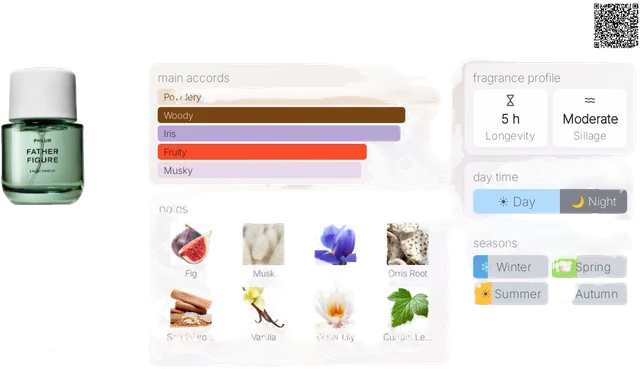 PHLUR
FATHER
FIGURE
main accords
Powdery
Woody
Iris
Fruity
Musky
notes
Fig
Musk
Orris Root
Vanilla
fragrance profile
5 h
Longevity
Moderate
Sillage
day time
Day
Night
seasons
Winter
Spring
Summer
Autumn